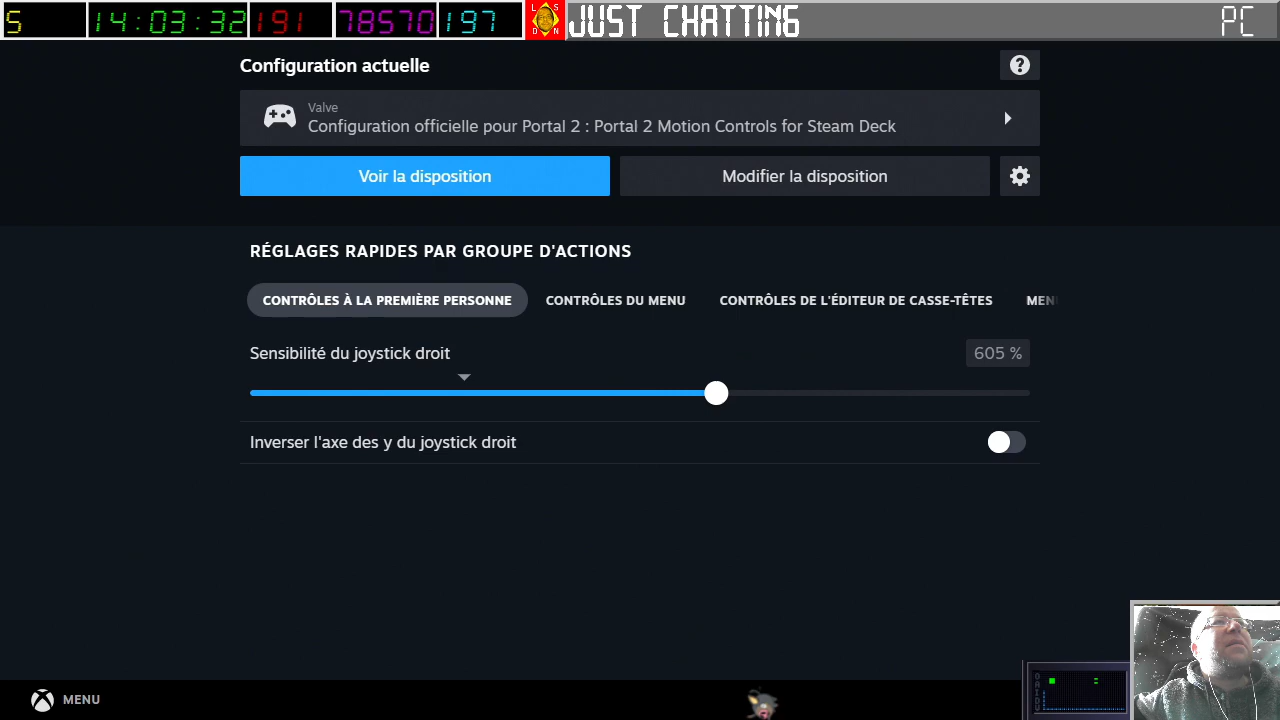 5 14:03:32 191 78570 197 L S D N JUST CHATTING PC
Configuration actuelle
Valve
Configuration officielle pour Portal 2 : Portal 2 Motion Controls for Steam Deck
Voir la disposition Modifier la disposition
RÉGLAGES RAPIDES PAR GROUPE D'ACTIONS
CONTRÔLES À LA PREMIÈRE PERSONNE CONTRÔLES DU MENU CONTRÔLES DE L'ÉDITEUR DE CASSE-TÊTES MEN
Sensibilité du joystick droit 605 %
Inverser l'axe des y du joystick droit
MENU